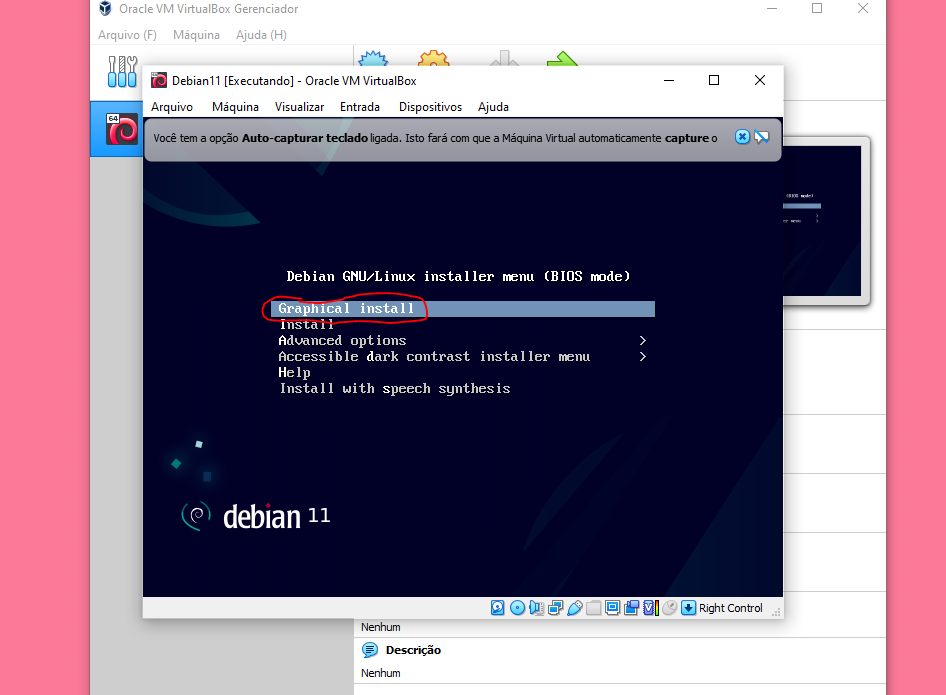 Oracle VM VirtualBox Gerenciador
Arquivo (F) Máquina Ajuda (H)
64
Debian11 [Executando] - Oracle VM VirtualBox
Arquivo Máquina Visualizar Entrada Dispositivos Ajuda
Você tem a opção Auto-capturar teclado ligada. Isto fará com que a Máquina Virtual automaticamente capture o
Debian GNU/Linux installer menu (BIOS mode)
Graphical install
Install
Advanced options >
Accessible dark contrast installer menu >
Help
Install with speech synthesis
debian 11
Right Control
(BIOS mode)
Nenhum
Descrição
Nenhum